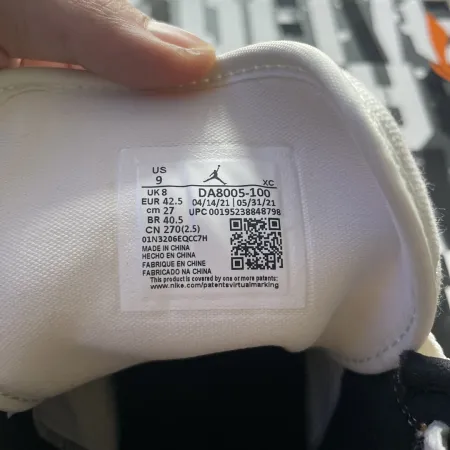 US
9
XC
UK 8
DA8005-100
EUR 42.5
04/14/21 | 05/31/21
cm 27
UPC 00195238848798
BR 40.5
CN 270(2.5)
01N3206EQCC7H
MADE IN CHINA
HECHO EN CHINA
FABRIQUE EN CHINE
FABRICADO NA CHINA
This product is covered by one or more patents:
www.nike.com/patentsvirtualmarking